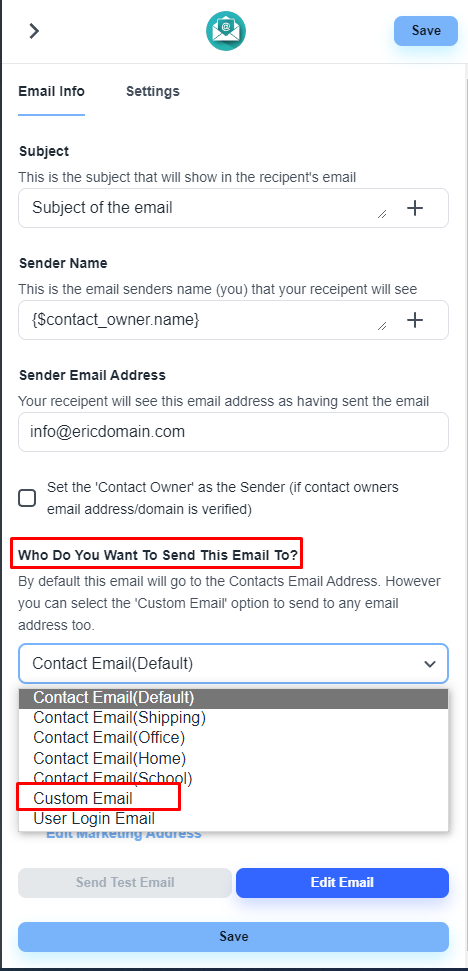 Save
Email Info
Settings
Subject
This is the subject that will show in the recipent's email
Subject of the email
Sender Name
This is the email senders name (you) that your receipent will see
{$contact_owner.name}
Sender Email Address
Your receipent will see this email address as having sent the email
info@ericdomain.com
Set the 'Contact Owner' as the Sender (if contact owners
email address/domain is verified)
Who Do You Want To Send This Email To?
By default this email will go to the Contacts Email Address. However
you can select the 'Custom Email' option to send to any email
address too.
Contact Email(Default)
Contact Email(Default)
Contact Email(Shipping)
Contact Email(Office)
Contact Email(Home)
Contact Email(School)
Custom Email
User Login Email
Edit Marketing Address
Send Test Email
Edit Email
Save